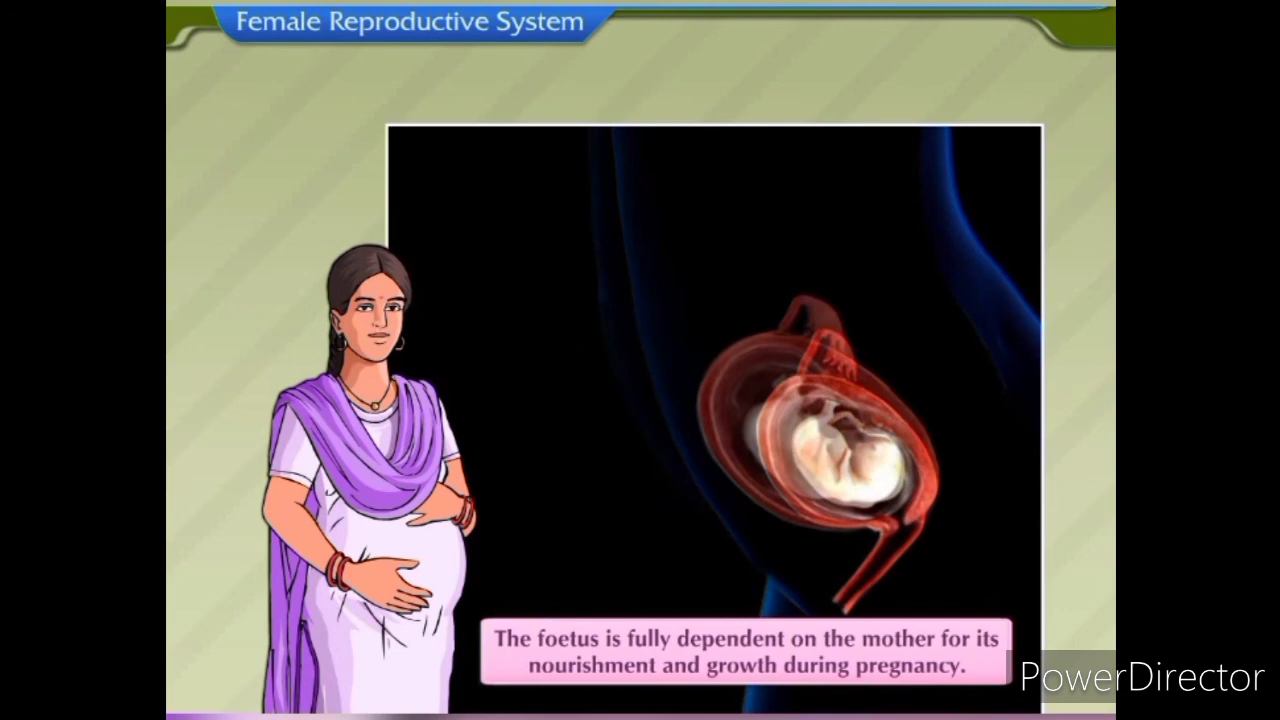 Female Reproductive System
The foetus is fully dependent on the mother for its
nourishment and growth during pregnancy.
PowerDirector